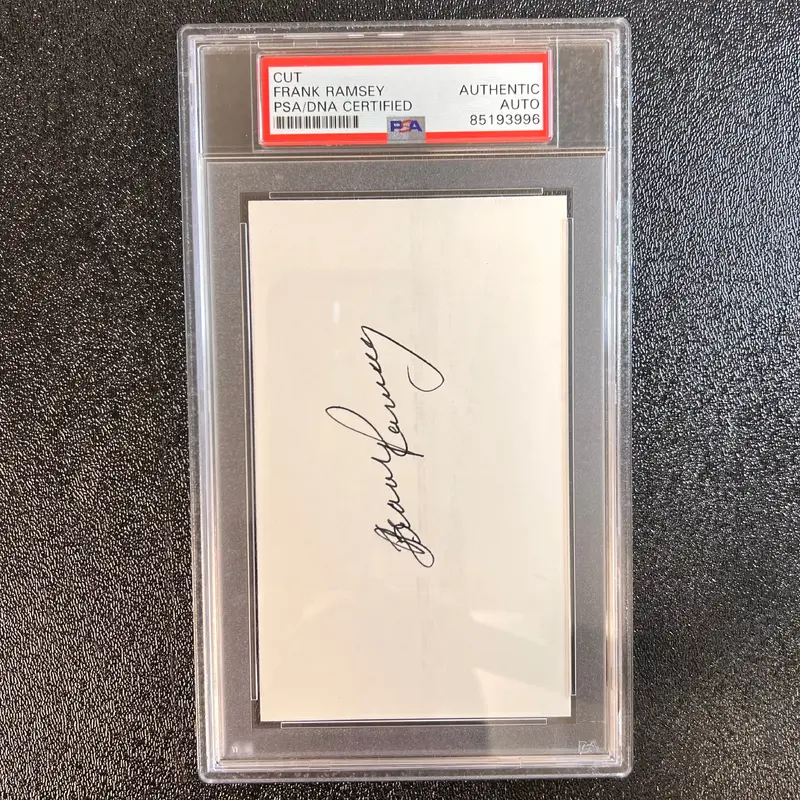 CUT
FRANK RAMSEY AUTHENTIC
PSA/DNA CERTIFIED AUTO
PSA 85193996
Frank Ramsey